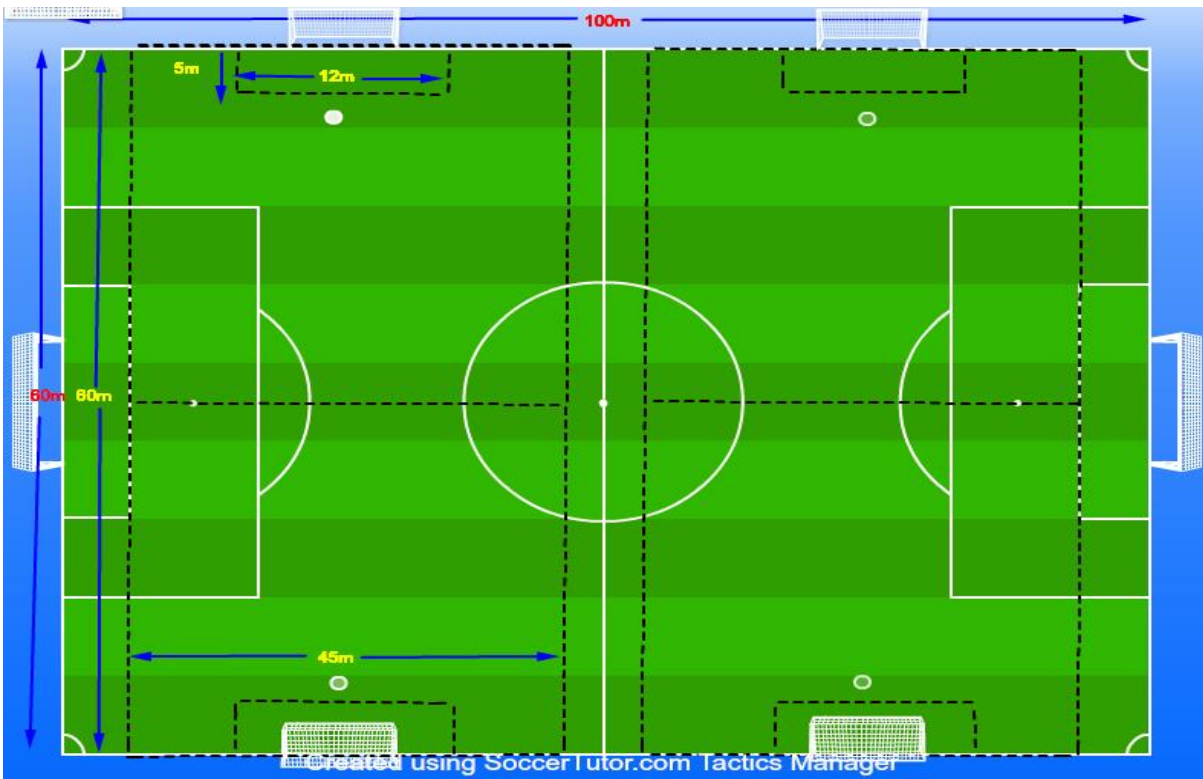 100m
5m
12m
60m
60m
45m
Created using SoccerTutor.com Tactics Manager